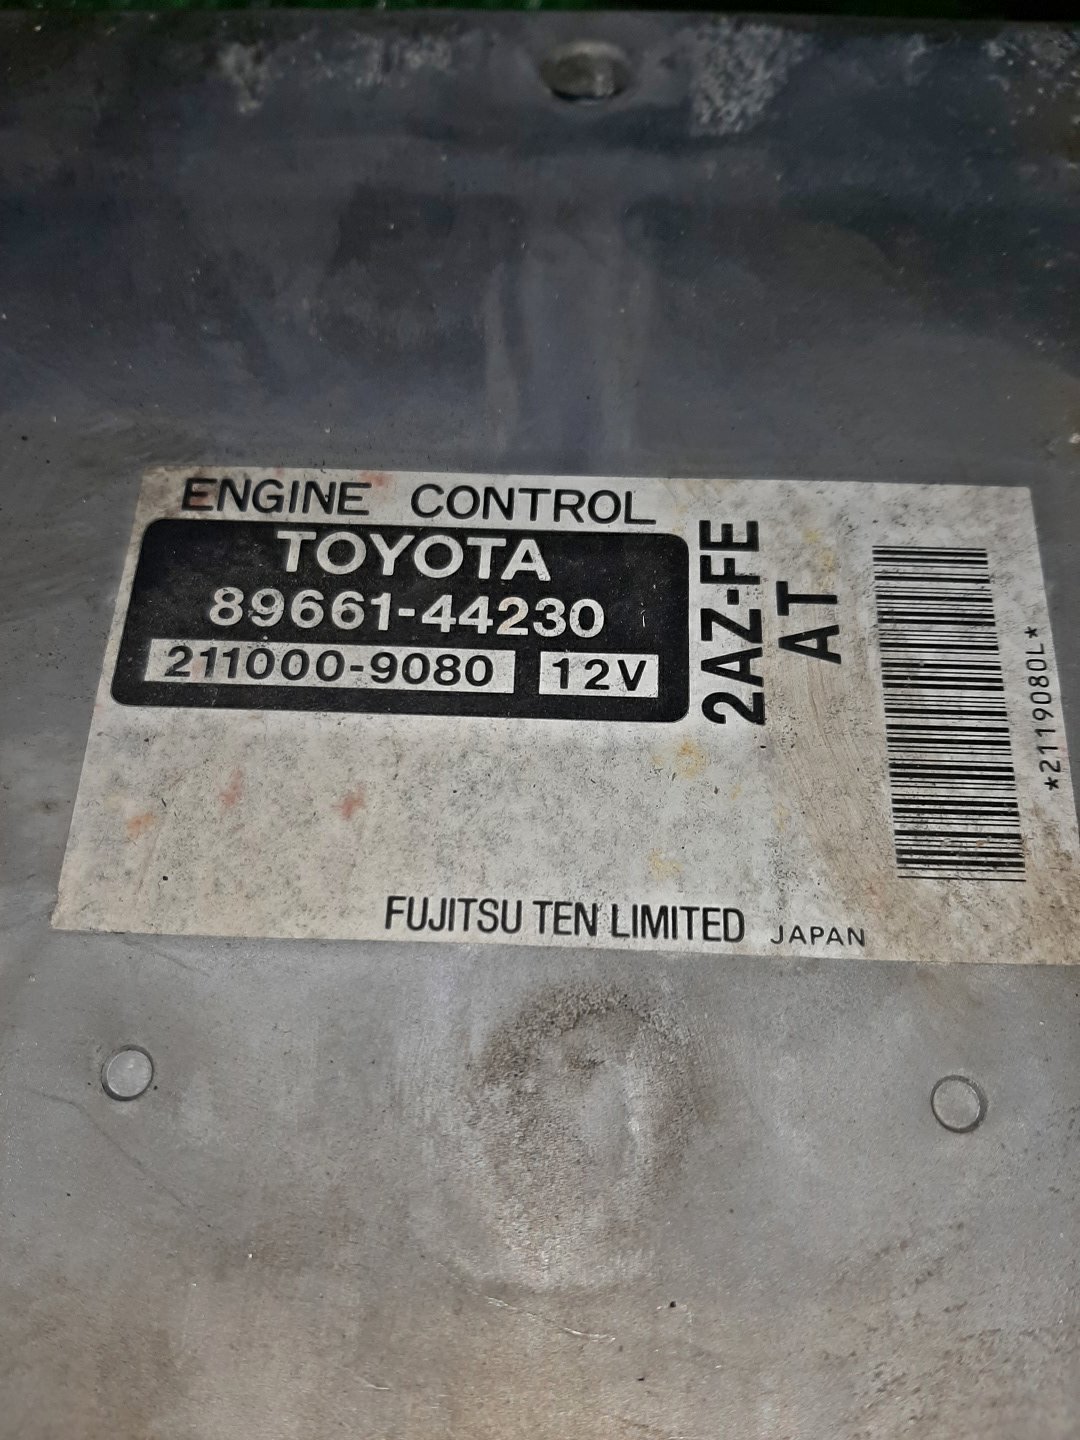 ENGINE CONTROL
TOYOTA
89661-44230
211000-9080 12V
2AZ-FE
AT
*2119080L*
FUJITSU TEN LIMITED JAPAN